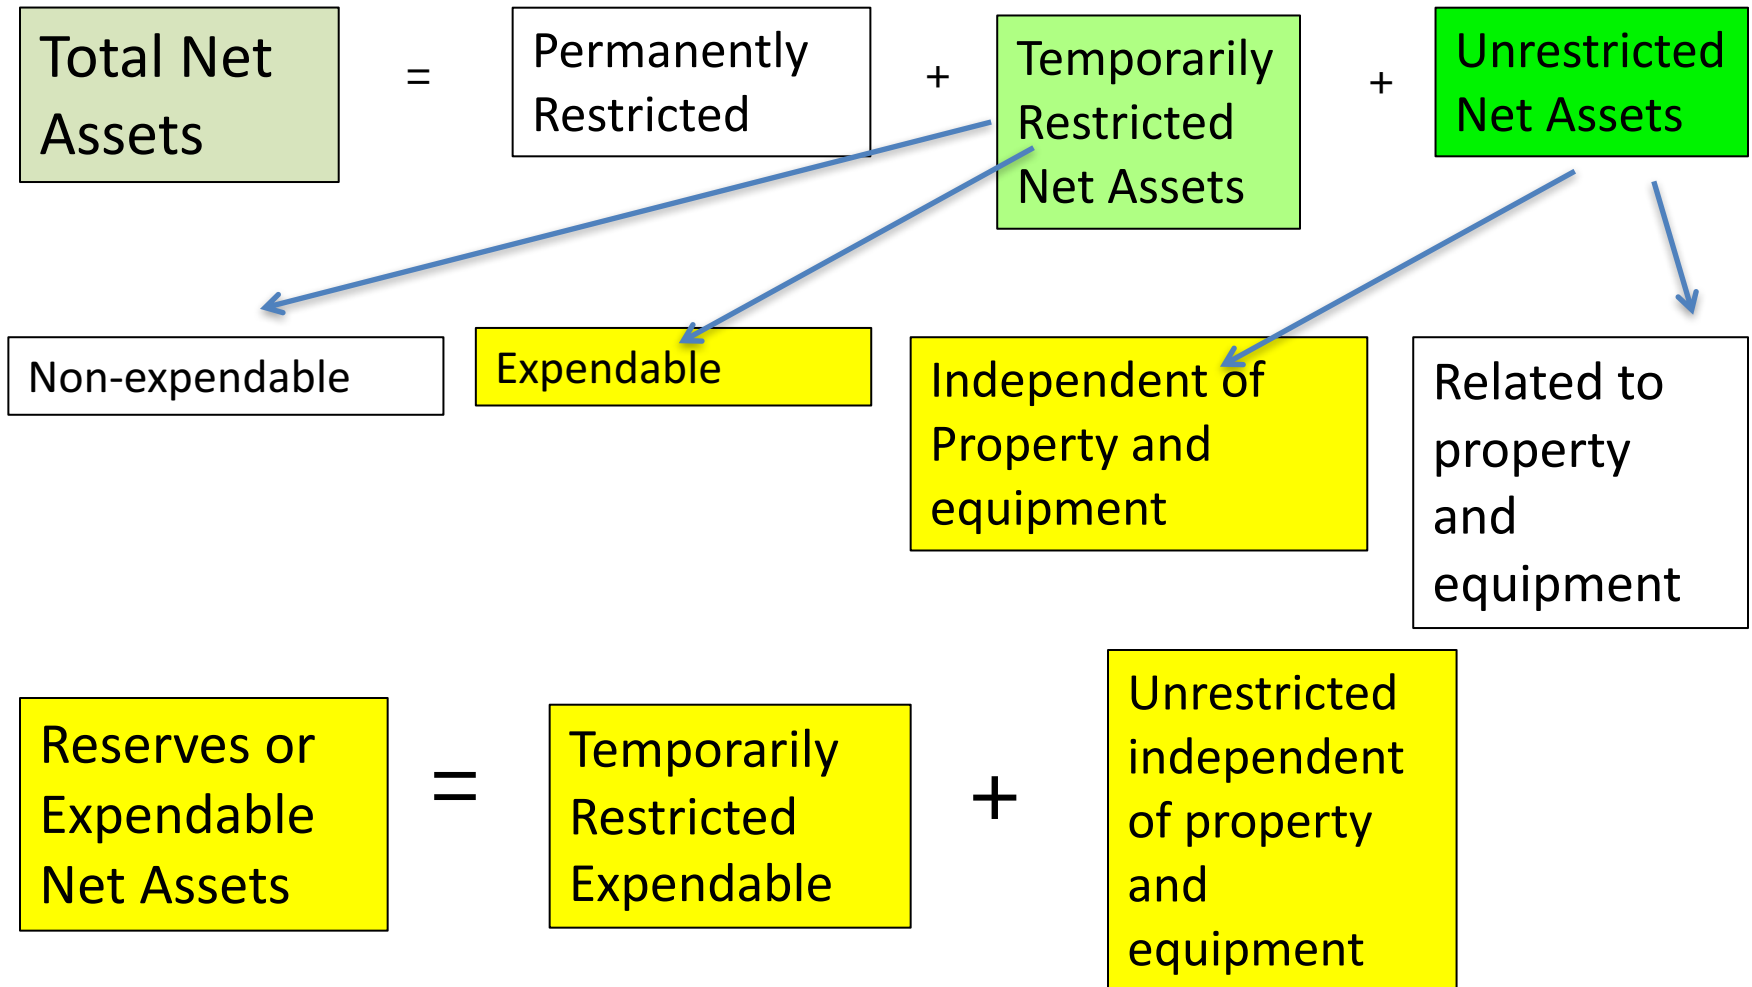 Total Net
Assets
=
Permanently
Restricted
+
Temporarily
Restricted
Net Assets
+
Unrestricted
Net Assets
Non-expendable
Expendable
Independent of
Property and
equipment
Related to
property
and
equipment
Reserves or
Expendable
Net Assets
=
Temporarily
Restricted
Expendable
+
Unrestricted
independent
of property
and
equipment